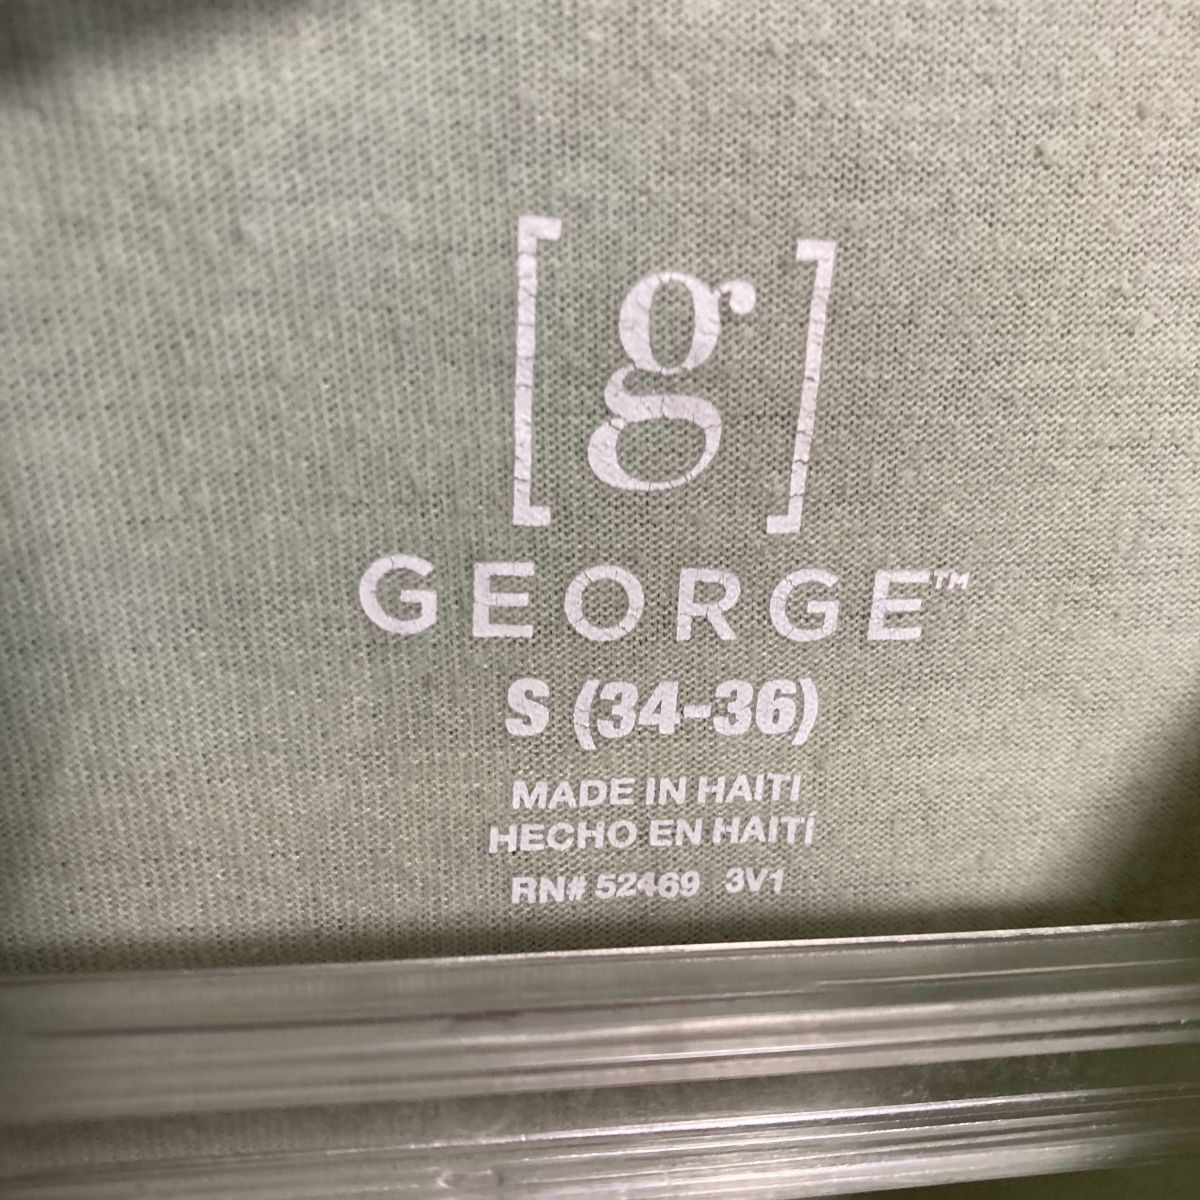 [g]
GEORGE™
S (34-36)
MADE IN HAITI
HECHO EN HAITÍ
RN# 52469 3V1